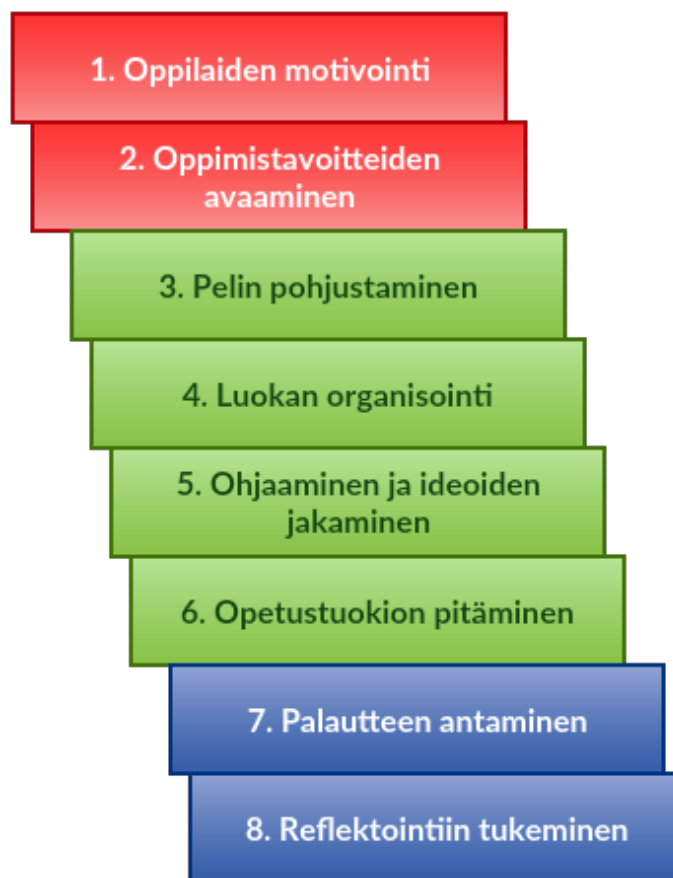 1. Oppilaiden motivointi
2. Oppimistavoitteiden
avaaminen
3. Pelin pohjustaminen
4. Luokan organisointi
5. Ohjaaminen ja ideoiden
jakaminen
6. Opetustuokion pitäminen
7. Palautteen antaminen
8. Reflektointiin tukeminen